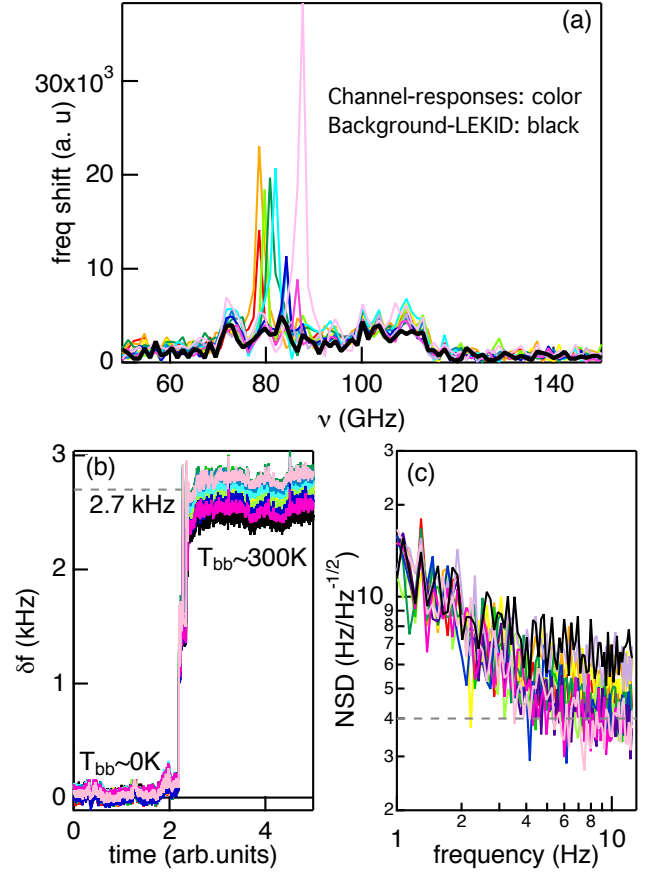 (a)
30x10³
20
10
0
freq shift (a. u)
Channel-responses: color
Background-LEKID: black
60 80 100 120 140
ν (GHz)
(b)
3
2
1
0
δf (kHz)
2.7 kHz
Tbb~300K
Tbb~0K
0 2 4
time (arb.units)
(c)
3
2
10
9
8
7
6
5
4
3
2
NSD (Hz/Hz^-1/2)
1 2 4 6 8 10
frequency (Hz)